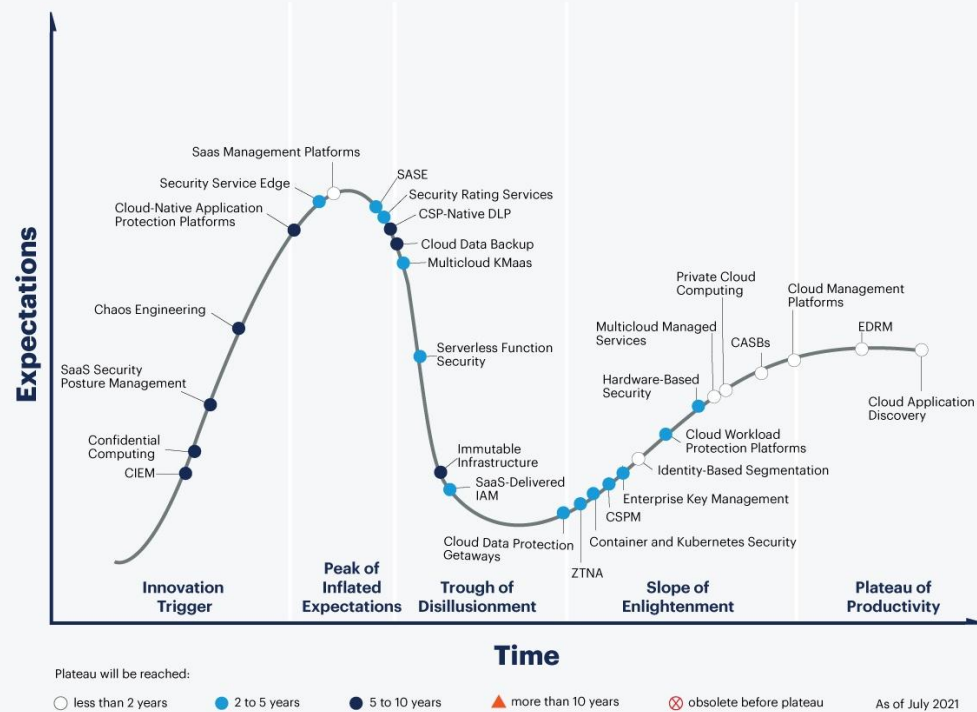 Expectations
Saas Management Platforms
Security Service Edge
Cloud-Native Application
Protection Platforms
Chaos Engineering
SaaS Security
Posture Management
Confidential
Computing
CIEM
SASE
Security Rating Services
CSP-Native DLP
Cloud Data Backup
Multicloud KMaas
Serverless Function
Security
Immutable
Infrastructure
SaaS-Delivered
IAM
Cloud Data Protection
Getaways
ZTNA
Container and Kubernetes Security
CSPM
Enterprise Key Management
Identity-Based Segmentation
Cloud Workload
Protection Platforms
Hardware-Based
Security
Multicloud Managed
Services
Private Cloud
Computing
CASBs
Cloud Management
Platforms
EDRM
Cloud Application
Discovery
Innovation
Trigger
Peak of
Inflated
Expectations
Trough of
Disillusionment
Slope of
Enlightenment
Plateau of
Productivity
Time
Plateau will be reached:
less than 2 years
2 to 5 years
5 to 10 years
more than 10 years
obsolete before plateau
As of July 2021